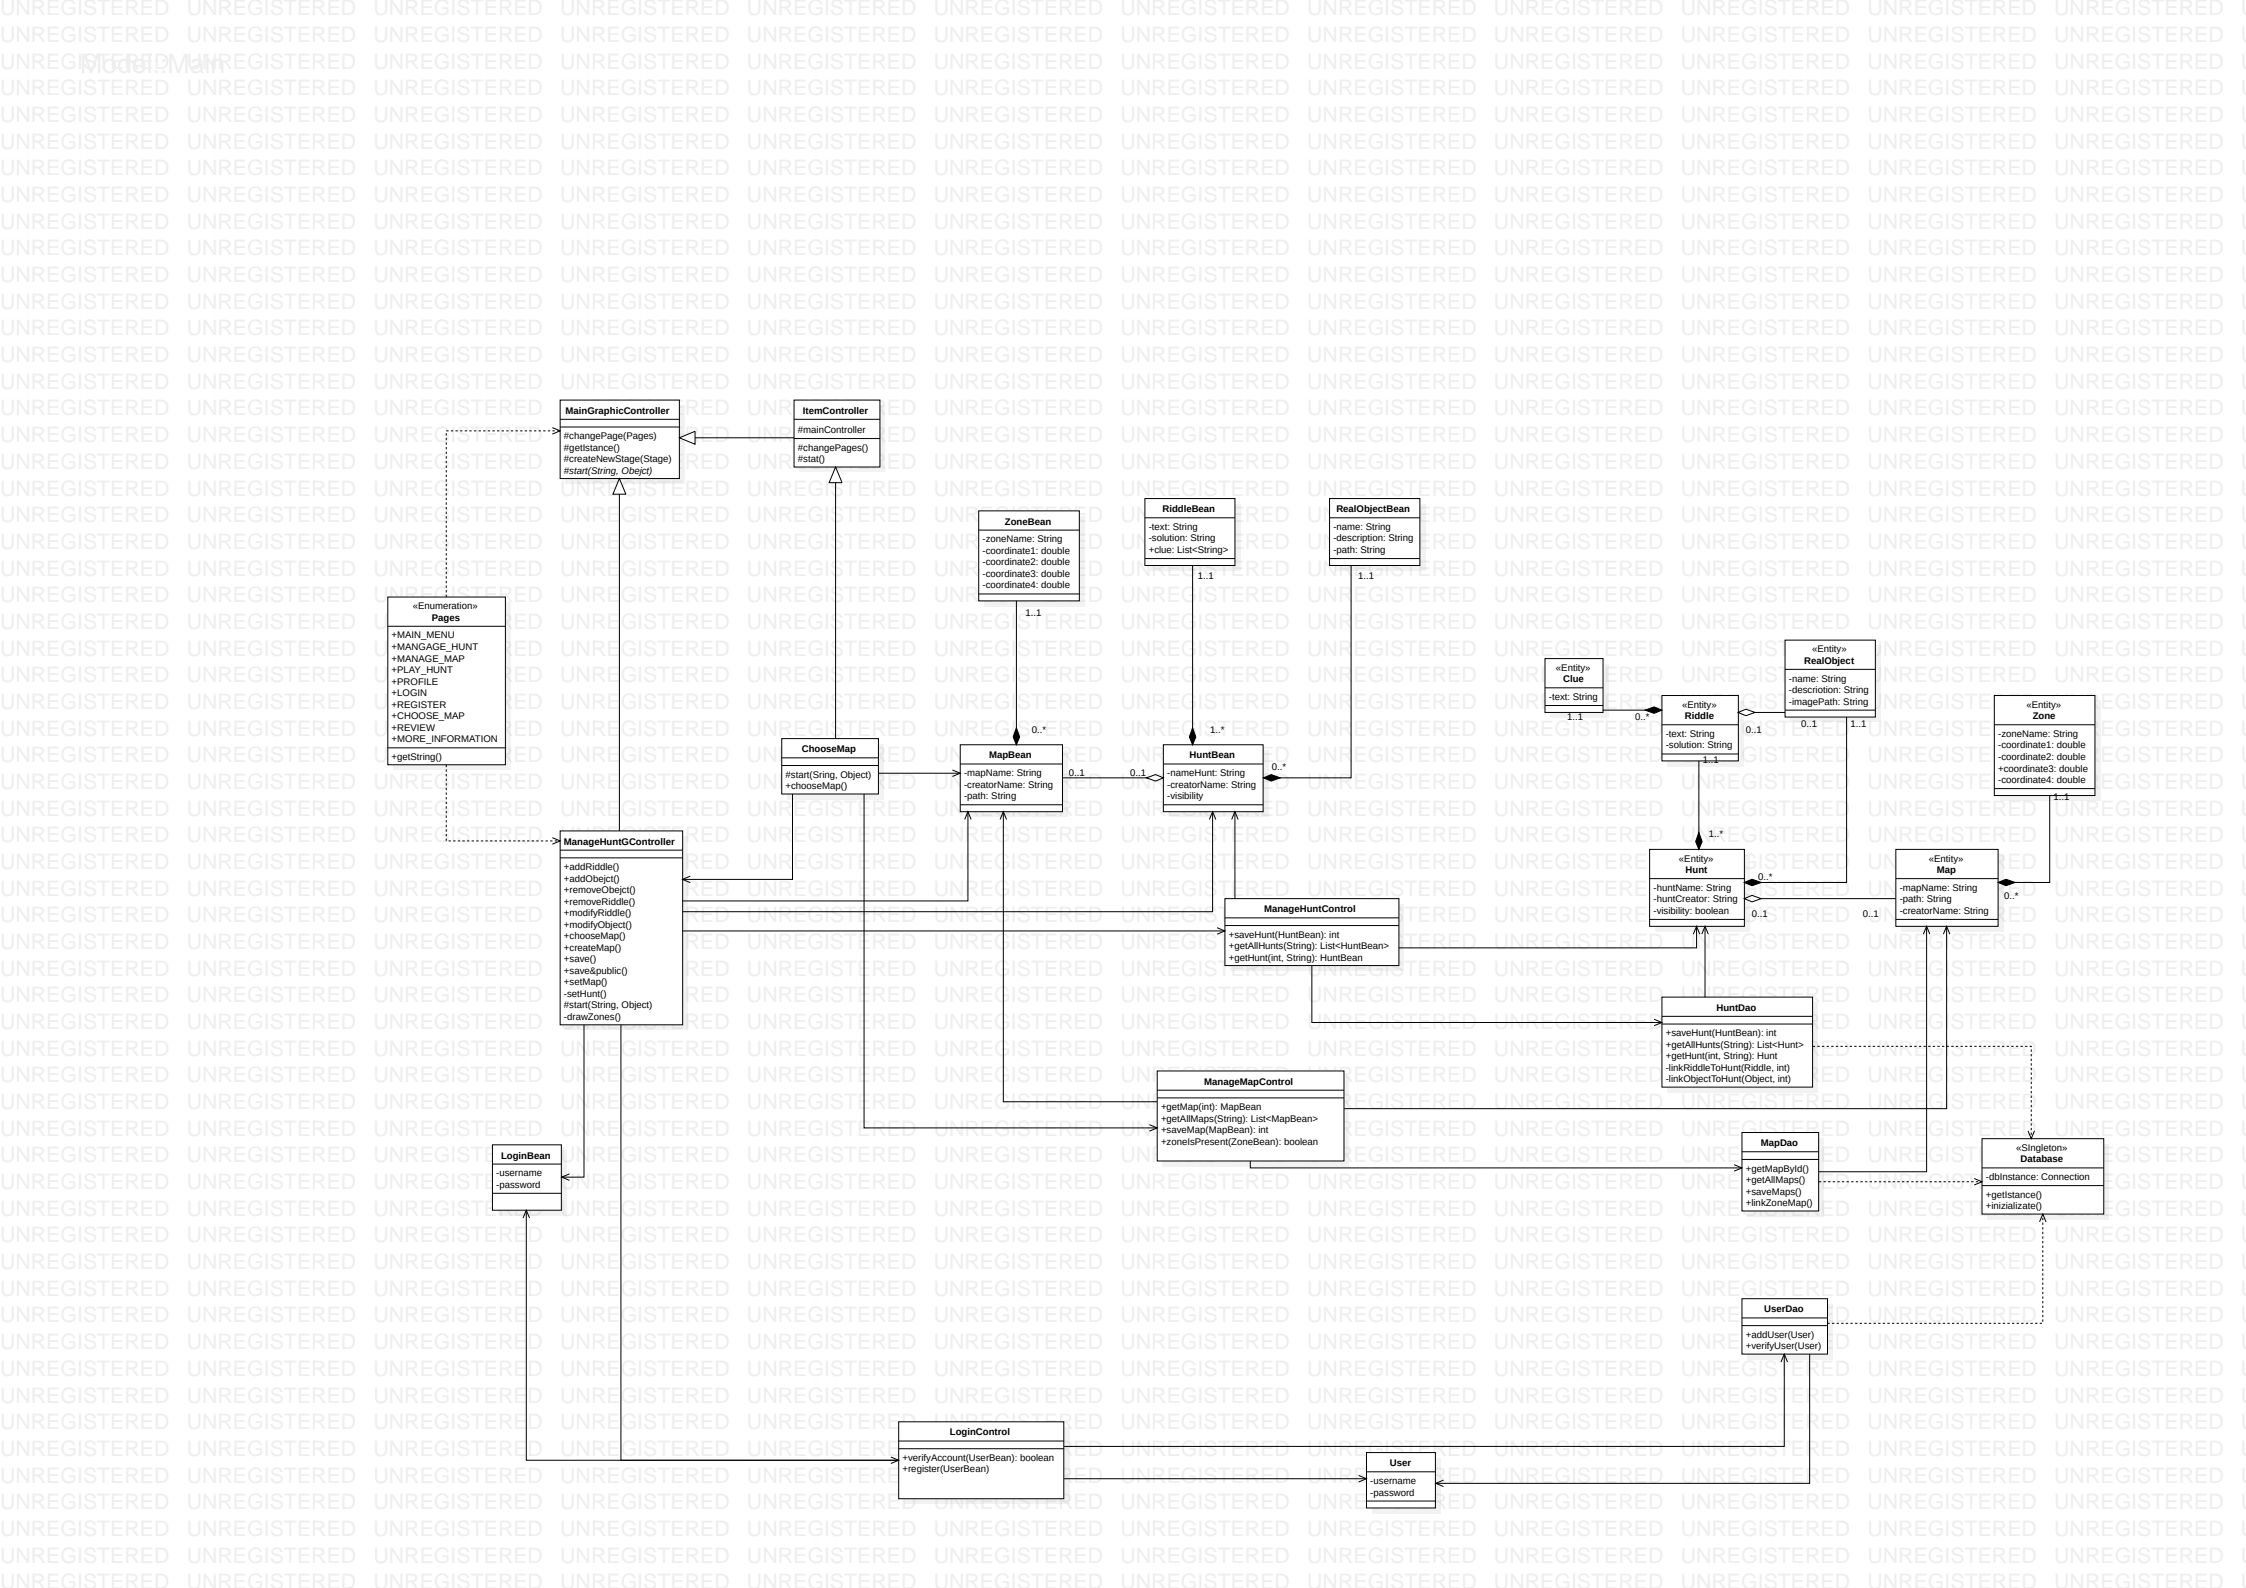 Model::Main
UNREGISTERED
MainGraphicController
#changePage(Pages)
#getIstance()
#createNewStage(Stage)
#start(String, Obejct)
ItemController
#mainController
#changePages()
#stat()
ZoneBean
-zoneName: String
-coordinate1: double
-coordinate2: double
-coordinate3: double
-coordinate4: double
1..1
0..*
RiddleBean
-text: String
-solution: String
+clue: List<String>
1..1
1..*
RealObjectBean
-name: String
-description: String
-path: String
1..1
0..*
«Enumeration»
Pages
+MAIN_MENU
+MANGAGE_HUNT
+MANAGE_MAP
+PLAY_HUNT
+PROFILE
+LOGIN
+REGISTER
+CHOOSE_MAP
+REVIEW
+MORE_INFORMATION
+getString()
«Entity»
Clue
-text: String
1..1
0..*
«Entity»
Riddle
-text: String
-solution: String
1..1
0..1
«Entity»
RealObject
-name: String
-descriotion: String
-imagePath: String
0..1
1..1
«Entity»
Zone
-zoneName: String
-coordinate1: double
-coordinate2: double
+coordinate3: double
-coordinate4: double
1..1
ChooseMap
#start(Sring, Object)
+chooseMap()
MapBean
-mapName: String
-creatorName: String
-path: String
0..1
0..1
HuntBean
-nameHunt: String
-creatorName: String
-visibility
ManageHuntGController
+addRiddle()
+addObejct()
+removeObejct()
+removeRiddle()
+modifyRiddle()
+modifyObject()
+chooseMap()
+createMap()
+save()
+save&public()
+setMap()
-setHunt()
#start(String, Object)
-drawZones()
1..*
«Entity»
Hunt
-huntName: String
-huntCreator: String
-visibility: boolean
0..*
0..1
0..1
«Entity»
Map
-mapName: String
-path: String
-creatorName: String
0..*
ManageHuntControl
+saveHunt(HuntBean): int
+getAllHunts(String): List<HuntBean>
+getHunt(int, String): HuntBean
HuntDao
+saveHunt(HuntBean): int
+getAllHunts(String): List<Hunt>
+getHunt(int, String): Hunt
-linkRiddleToHunt(Riddle, int)
-linkObjectToHunt(Object, int)
ManageMapControl
+getMap(int): MapBean
+getAllMaps(String): List<MapBean>
+saveMap(MapBean): int
+zoneIsPresent(ZoneBean): boolean
LoginBean
-username
-password
MapDao
+getMapById()
+getAllMaps()
+saveMaps()
+linkZoneMap()
«SIngleton»
Database
-dbInstance: Connection
+getIstance()
+inizializate()
UserDao
+addUser(User)
+verifyUser(User)
LoginControl
+verifyAccount(UserBean): boolean
+register(UserBean)
User
-username
-password